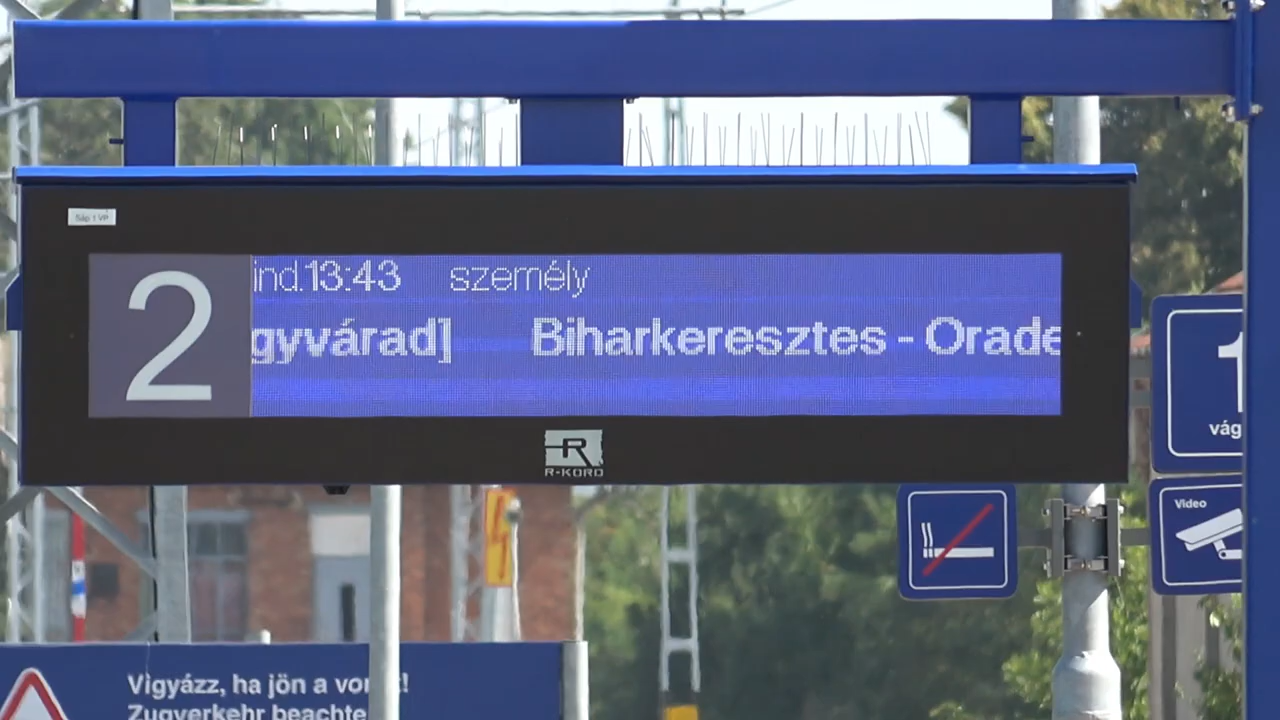 Sáp 1 VP
2
ind.13:43 személy
gyvárad] Biharkeresztes - Orade
R-KORD
1
vág
Video
Vigyázz, ha jön a vo
Zugverkehr beachte